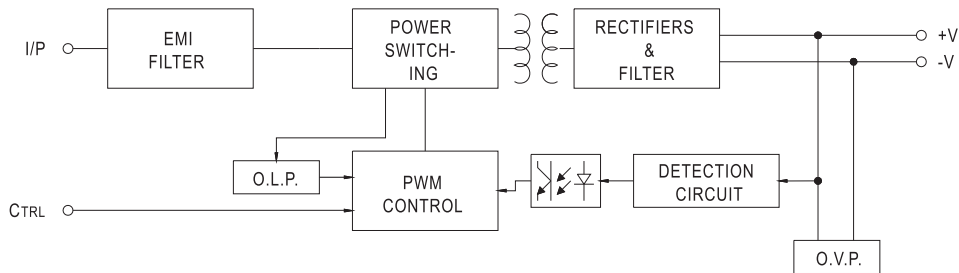 I/P
EMI
FILTER
POWER
SWITCH-
ING
RECTIFIERS
&
FILTER
+V
-V
O.L.P.
PWM
CONTROL
DETECTION
CIRCUIT
CTRL
O.V.P.